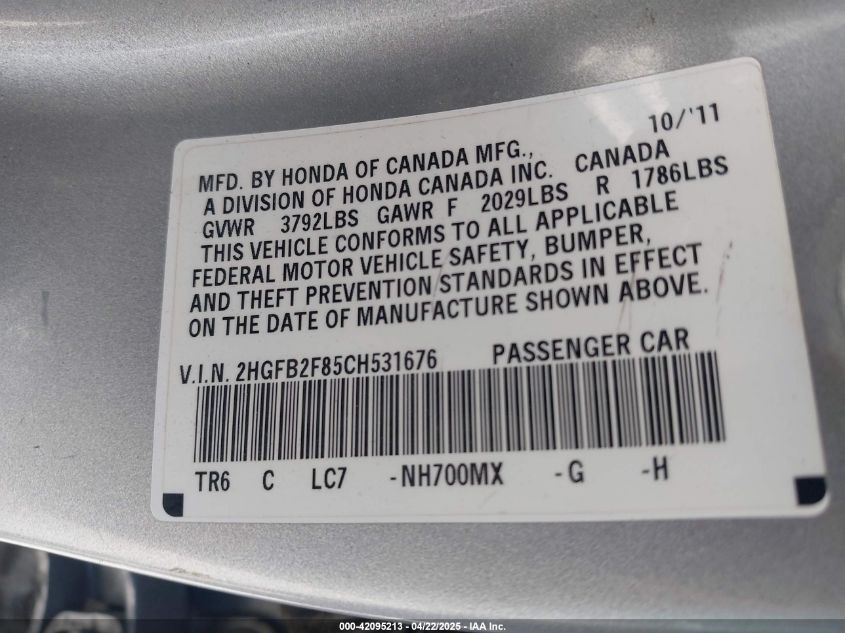 10/'11
MFD. BY HONDA OF CANADA MFG.,
A DIVISION OF HONDA CANADA INC. CANADA
GVWR 3792LBS GAWR F 2029LBS R 1786LBS
THIS VEHICLE CONFORMS TO ALL APPLICABLE
FEDERAL MOTOR VEHICLE SAFETY, BUMPER,
AND THEFT PREVENTION STANDARDS IN EFFECT
ON THE DATE OF MANUFACTURE SHOWN ABOVE.
V.I.N. 2HGFB2F85CH531676 PASSENGER CAR
TR6 C LC7 -NH700MX -G -H
000-42095213 - 04/22/2025 - IAA Inc.